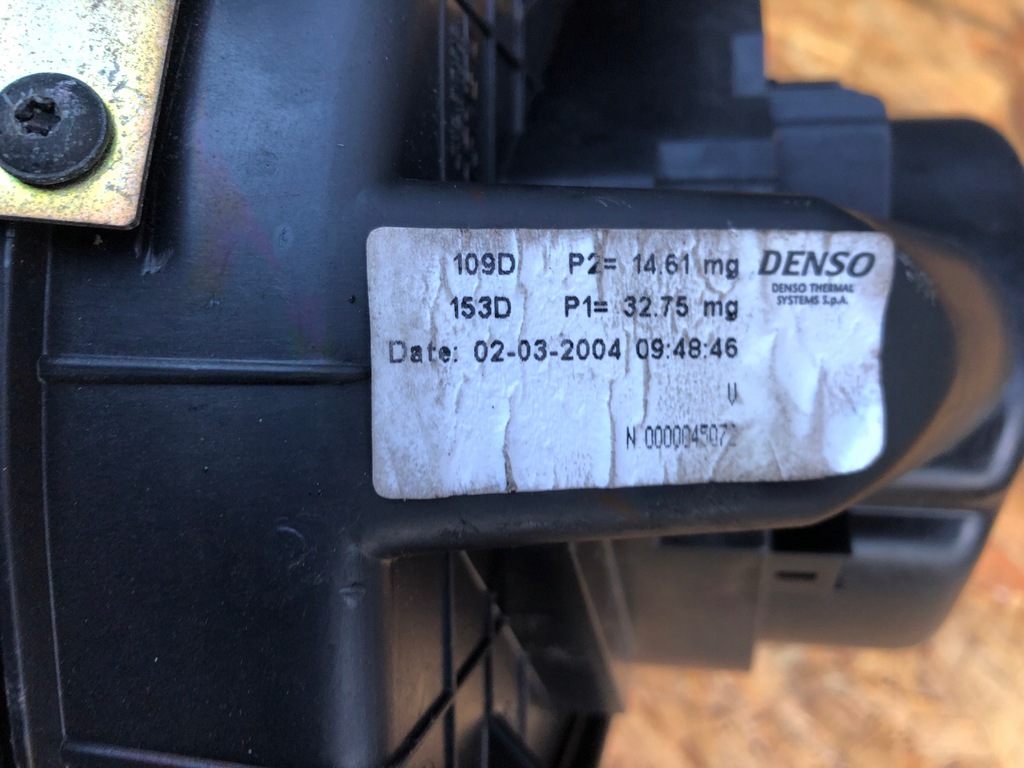 109D P2= 14.61 mg
153D P1= 32.75 mg
Date: 02-03-2004 09:48:46
V
N
DENSO
DENSO THERMAL
SYSTEMS S.p.A.